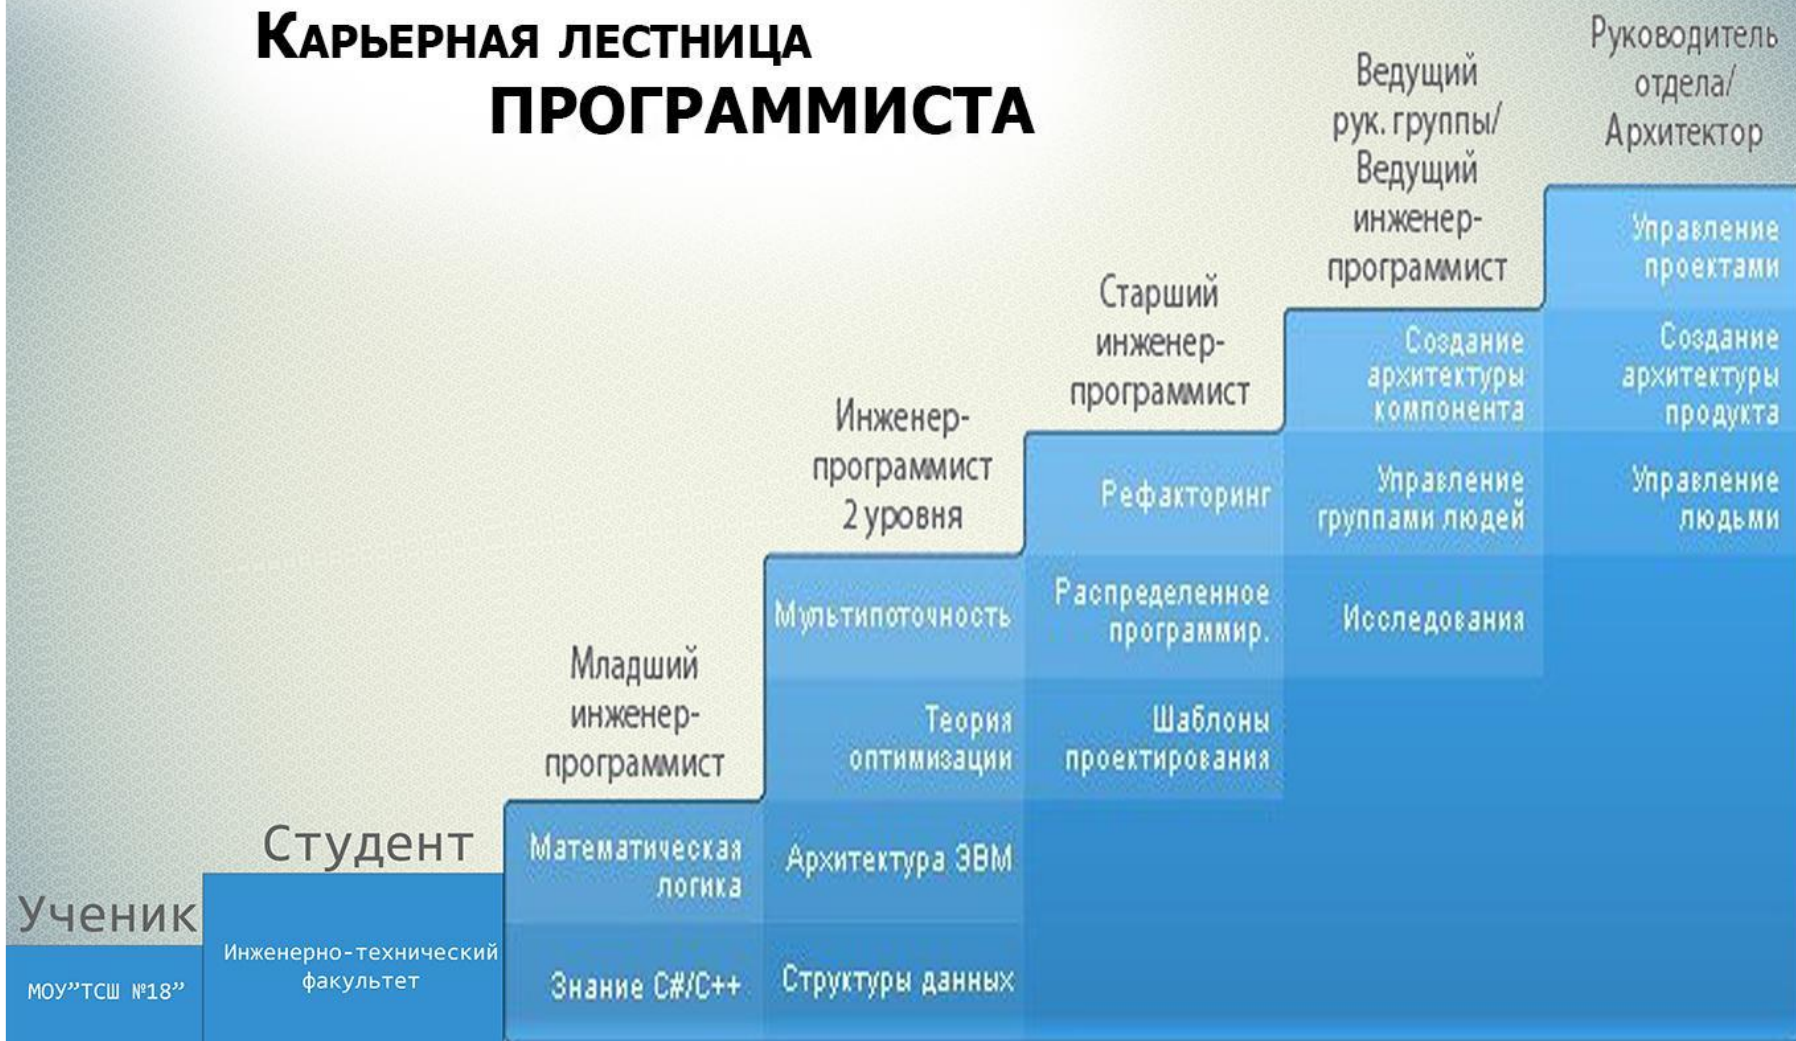 Карьерная лестница
программиста
Ученик
МОУ”ТСШ №18”
Студент
Инженерно-технический
факультет
Младший
инженер-
программист
Математическая
логика
Знание C#/C++
Инженер-
программист
2 уровня
Мультипоточность
Теория
оптимизации
Архитектура ЭВМ
Структуры данных
Старший
инженер-
программист
Рефакторинг
Распределенное
программир.
Шаблоны
проектирования
Ведущий
рук. группы/
Ведущий
инженер-
программист
Создание
архитектуры
компонента
Управление
группами людей
Исследования
Руководитель
отдела/
Архитектор
Управление
проектами
Создание
архитектуры
продукта
Управление
людьми